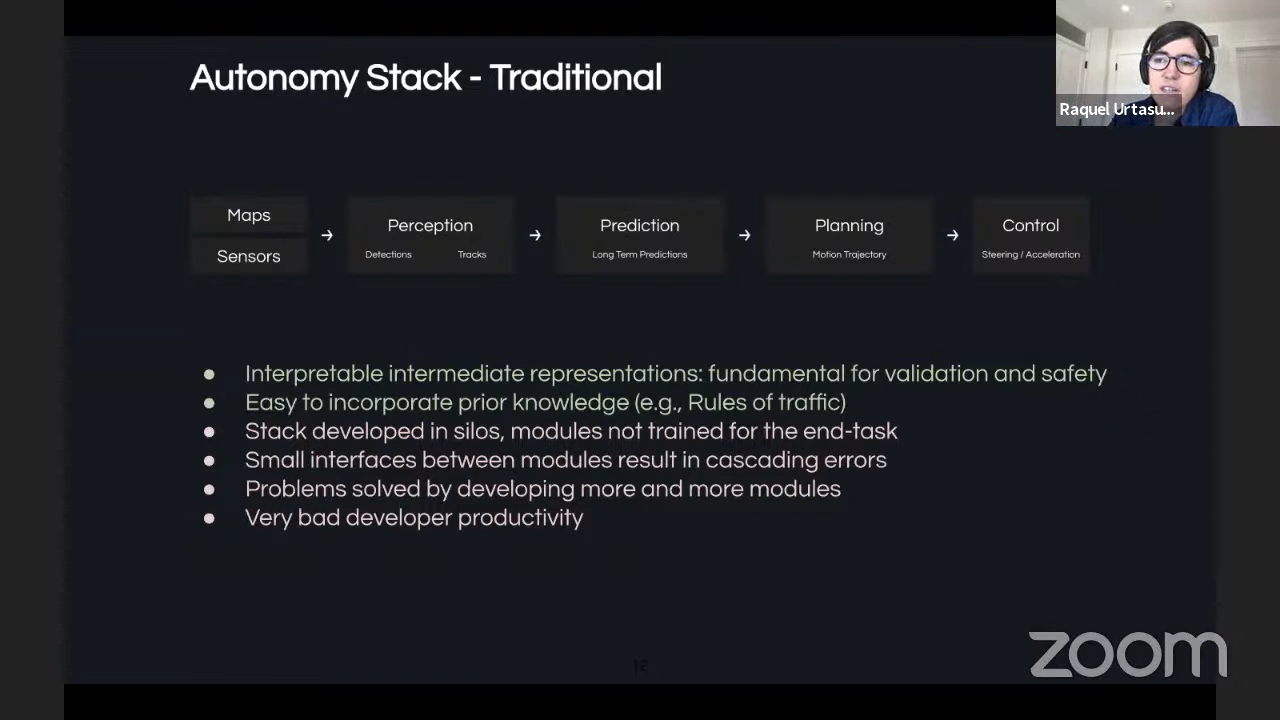 Autonomy Stack - Traditional
Raquel Urtasu...
Maps
Sensors
→
Perception
Detections Tracks
→
Prediction
Long Term Predictions
→
Planning
Motion Trajectory
→
Control
Steering / Acceleration
● Interpretable intermediate representations: fundamental for validation and safety
● Easy to incorporate prior knowledge (e.g., Rules of traffic)
● Stack developed in silos, modules not trained for the end-task
● Small interfaces between modules result in cascading errors
● Problems solved by developing more and more modules
● Very bad developer productivity
12
zoom